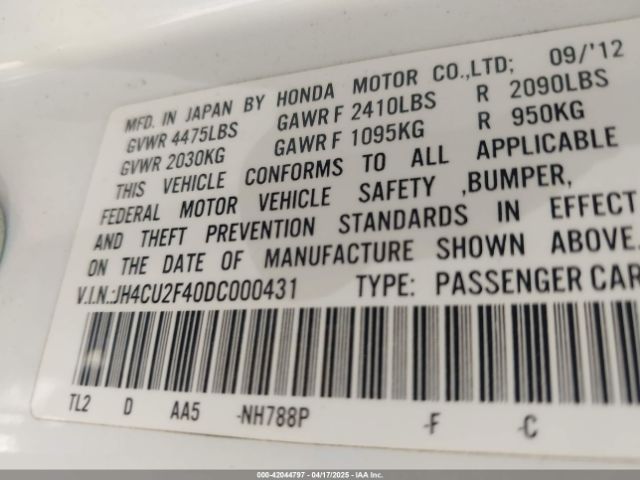 MFD. IN JAPAN BY HONDA MOTOR CO.,LTD; 09/'12
GVWR 4475LBS GAWR F 2410LBS R 2090LBS
GVWR 2030KG GAWR F 1095KG R 950KG
THIS VEHICLE CONFORMS TO ALL APPLICABLE
FEDERAL MOTOR VEHICLE SAFETY ,BUMPER,
AND THEFT PREVENTION STANDARDS IN EFFECT
ON THE DATE OF MANUFACTURE SHOWN ABOVE.
V.I.N.:JH4CU2F40DC000431 TYPE: PASSENGER CAR
TL2 D AA5 -NH788P -F -C
000-42044797 - 04/17/2025 - IAAI.com